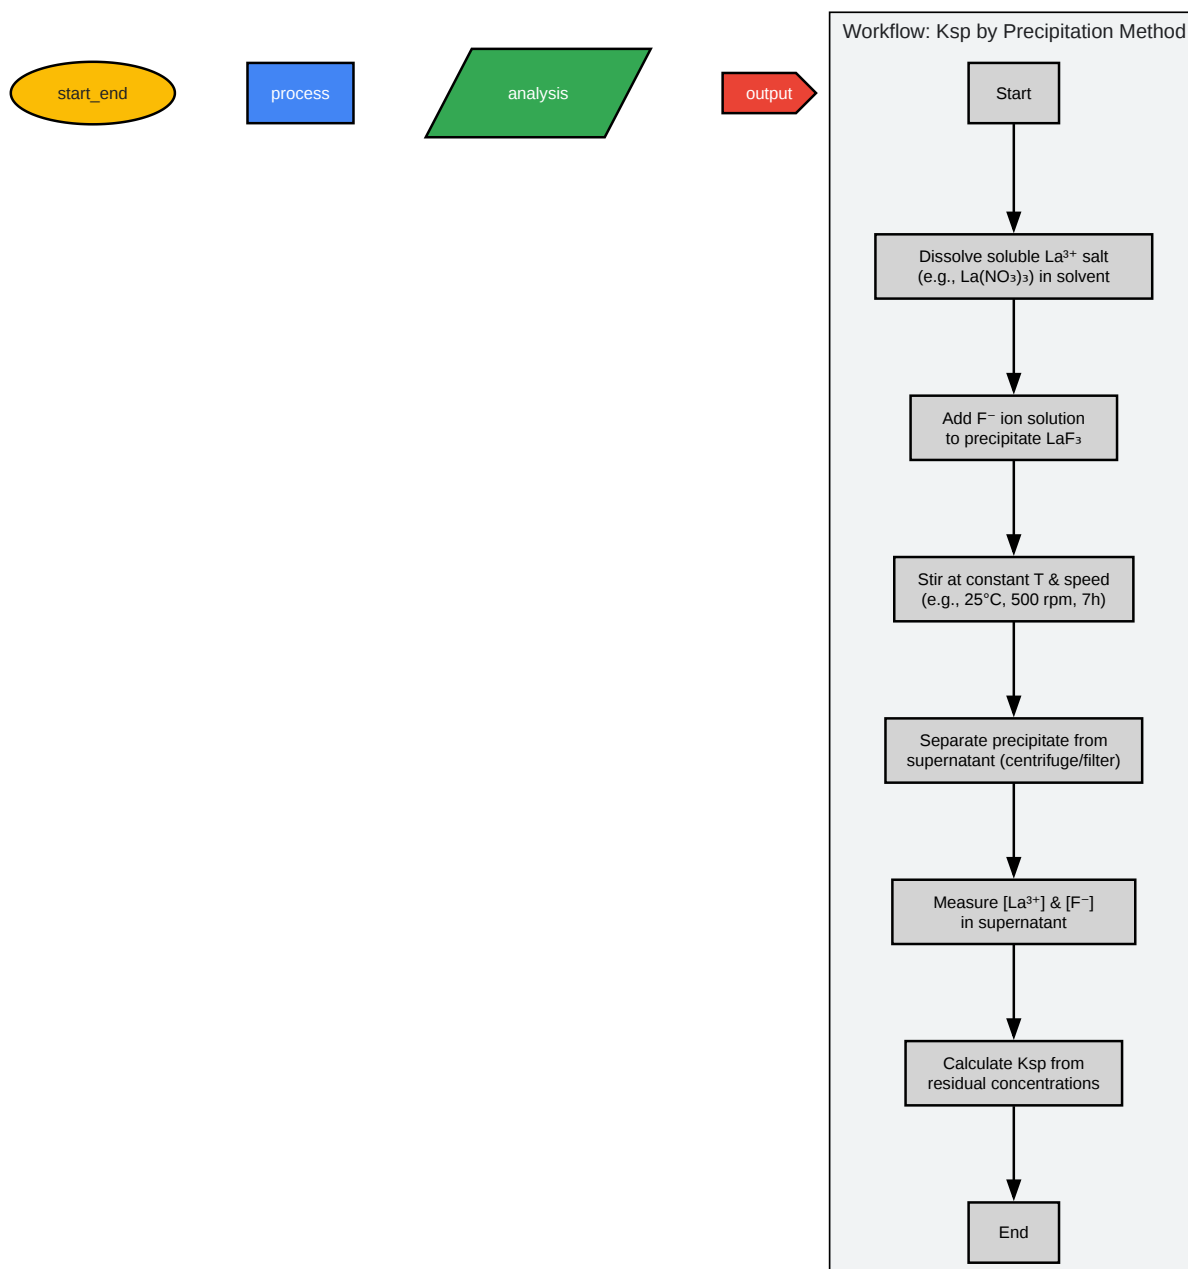 Workflow: Ksp by Precipitation Method
start_end
process
analysis
output
Start
Dissolve soluble La³⁺ salt
(e.g., La(NO₃)₃) in solvent
Add F⁻ ion solution
to precipitate LaF₃
Stir at constant T & speed
(e.g., 25°C, 500 rpm, 7h)
Separate precipitate from
supernatant (centrifuge/filter)
Measure [La³⁺] & [F⁻]
in supernatant
Calculate Ksp from
residual concentrations
End